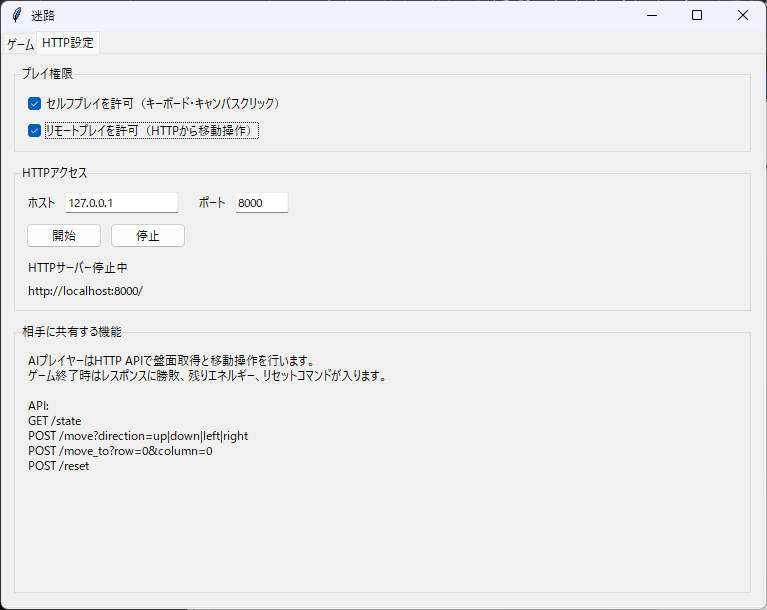 迷路
ゲーム HTTP設定
プレイ権限
セルフプレイを許可（キーボード・キャンバスクリック）
リモートプレイを許可（HTTPから移動操作）
HTTPアクセス
ホスト 127.0.0.1 ポート 8000
開始 停止
HTTPサーバー停止中
http://localhost:8000/
相手に共有する機能
AIプレイヤーはHTTP APIで盤面取得と移動操作を行います。
ゲーム終了時はレスポンスに勝敗、残りエネルギー、リセットコマンドが入ります。
API:
GET /state
POST /move?direction=up|down|left|right
POST /move_to?row=0&column=0
POST /reset